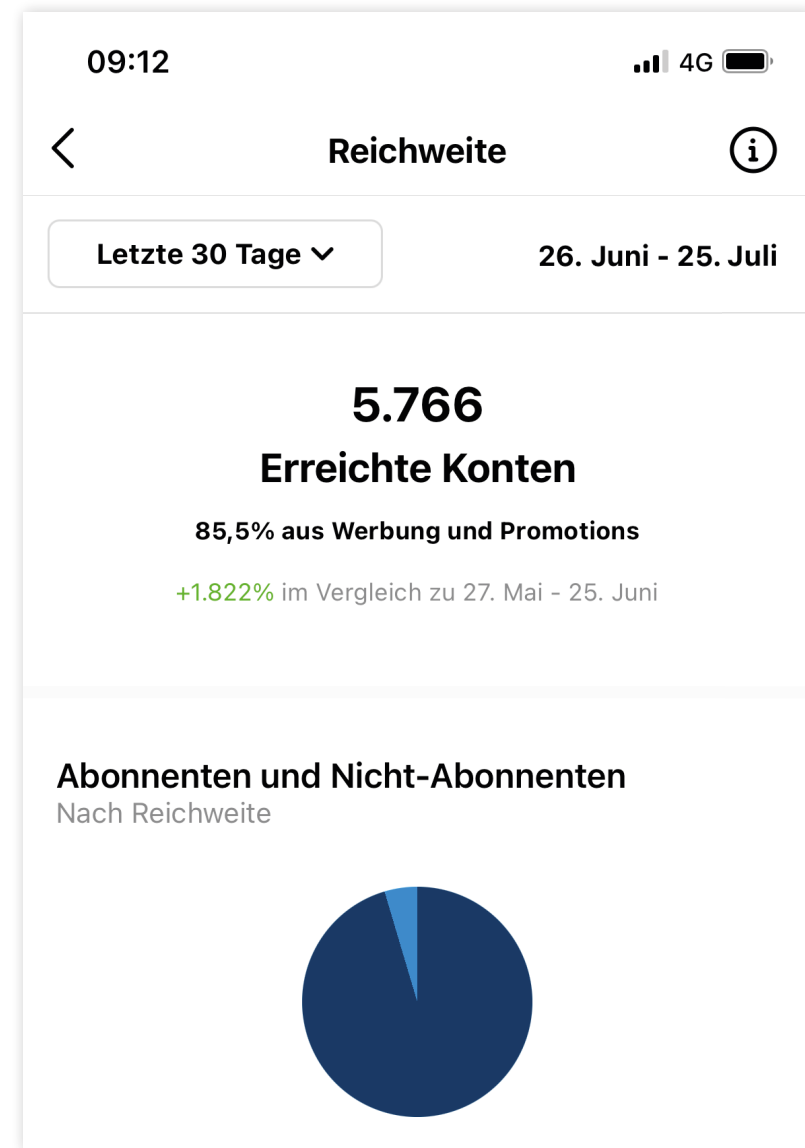 09:12
4G
Reichweite
Letzte 30 Tage
26. Juni - 25. Juli
5.766
Erreichte Konten
85,5% aus Werbung und Promotions
+1.822% im Vergleich zu 27. Mai - 25. Juni
Abonnenten und Nicht-Abonnenten
Nach Reichweite